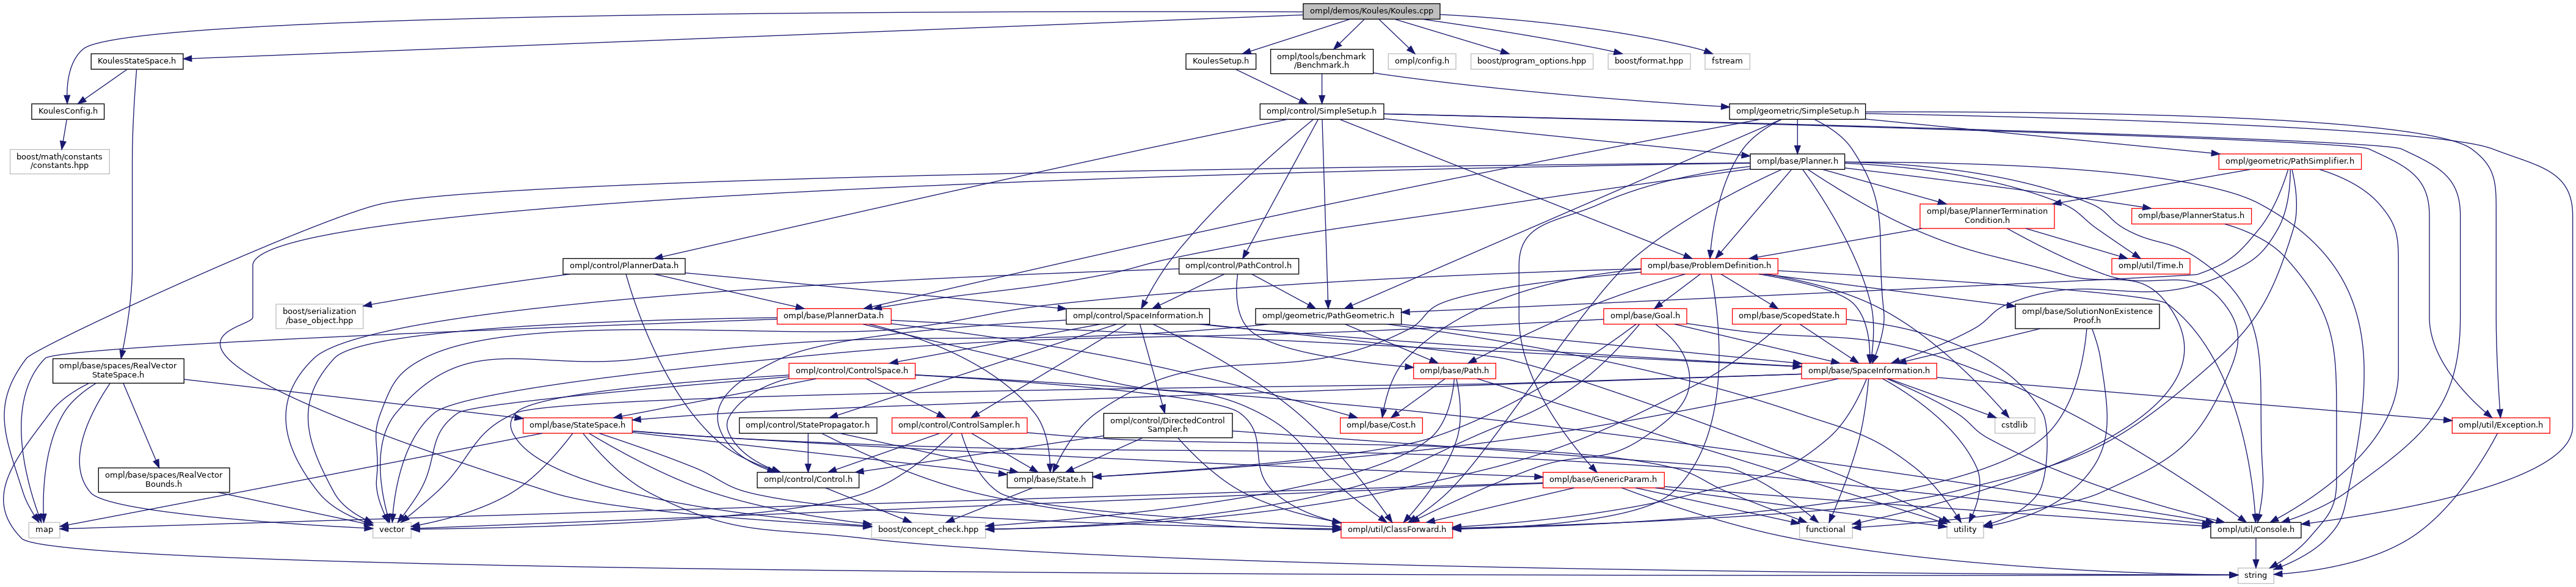 ompl/demos/Koules/Koules.cpp
KoulesStateSpace.h
KoulesSetup.h
ompl/tools/benchmark
/Benchmark.h
ompl/config.h
boost/program_options.hpp
boost/format.hpp
fstream
KoulesConfig.h
ompl/control/SimpleSetup.h
ompl/geometric/SimpleSetup.h
boost/math/constants
/constants.hpp
ompl/base/Planner.h
ompl/geometric/PathSimplifier.h
ompl/base/PlannerTermination
Condition.h
ompl/base/PlannerStatus.h
ompl/control/PlannerData.h
ompl/control/PathControl.h
ompl/base/ProblemDefinition.h
ompl/util/Time.h
boost/serialization
/base_object.hpp
ompl/base/PlannerData.h
ompl/control/SpaceInformation.h
ompl/geometric/PathGeometric.h
ompl/base/Goal.h
ompl/base/ScopedState.h
ompl/base/SolutionNonExistence
Proof.h
ompl/base/spaces/RealVector
StateSpace.h
ompl/control/ControlSpace.h
ompl/base/Path.h
ompl/base/SpaceInformation.h
ompl/base/StateSpace.h
ompl/control/StatePropagator.h
ompl/control/ControlSampler.h
ompl/control/DirectedControl
Sampler.h
ompl/base/Cost.h
cstdlib
ompl/util/Exception.h
ompl/base/spaces/RealVector
Bounds.h
ompl/control/Control.h
ompl/base/State.h
ompl/base/GenericParam.h
map
vector
boost/concept_check.hpp
ompl/util/ClassForward.h
functional
utility
ompl/util/Console.h
string